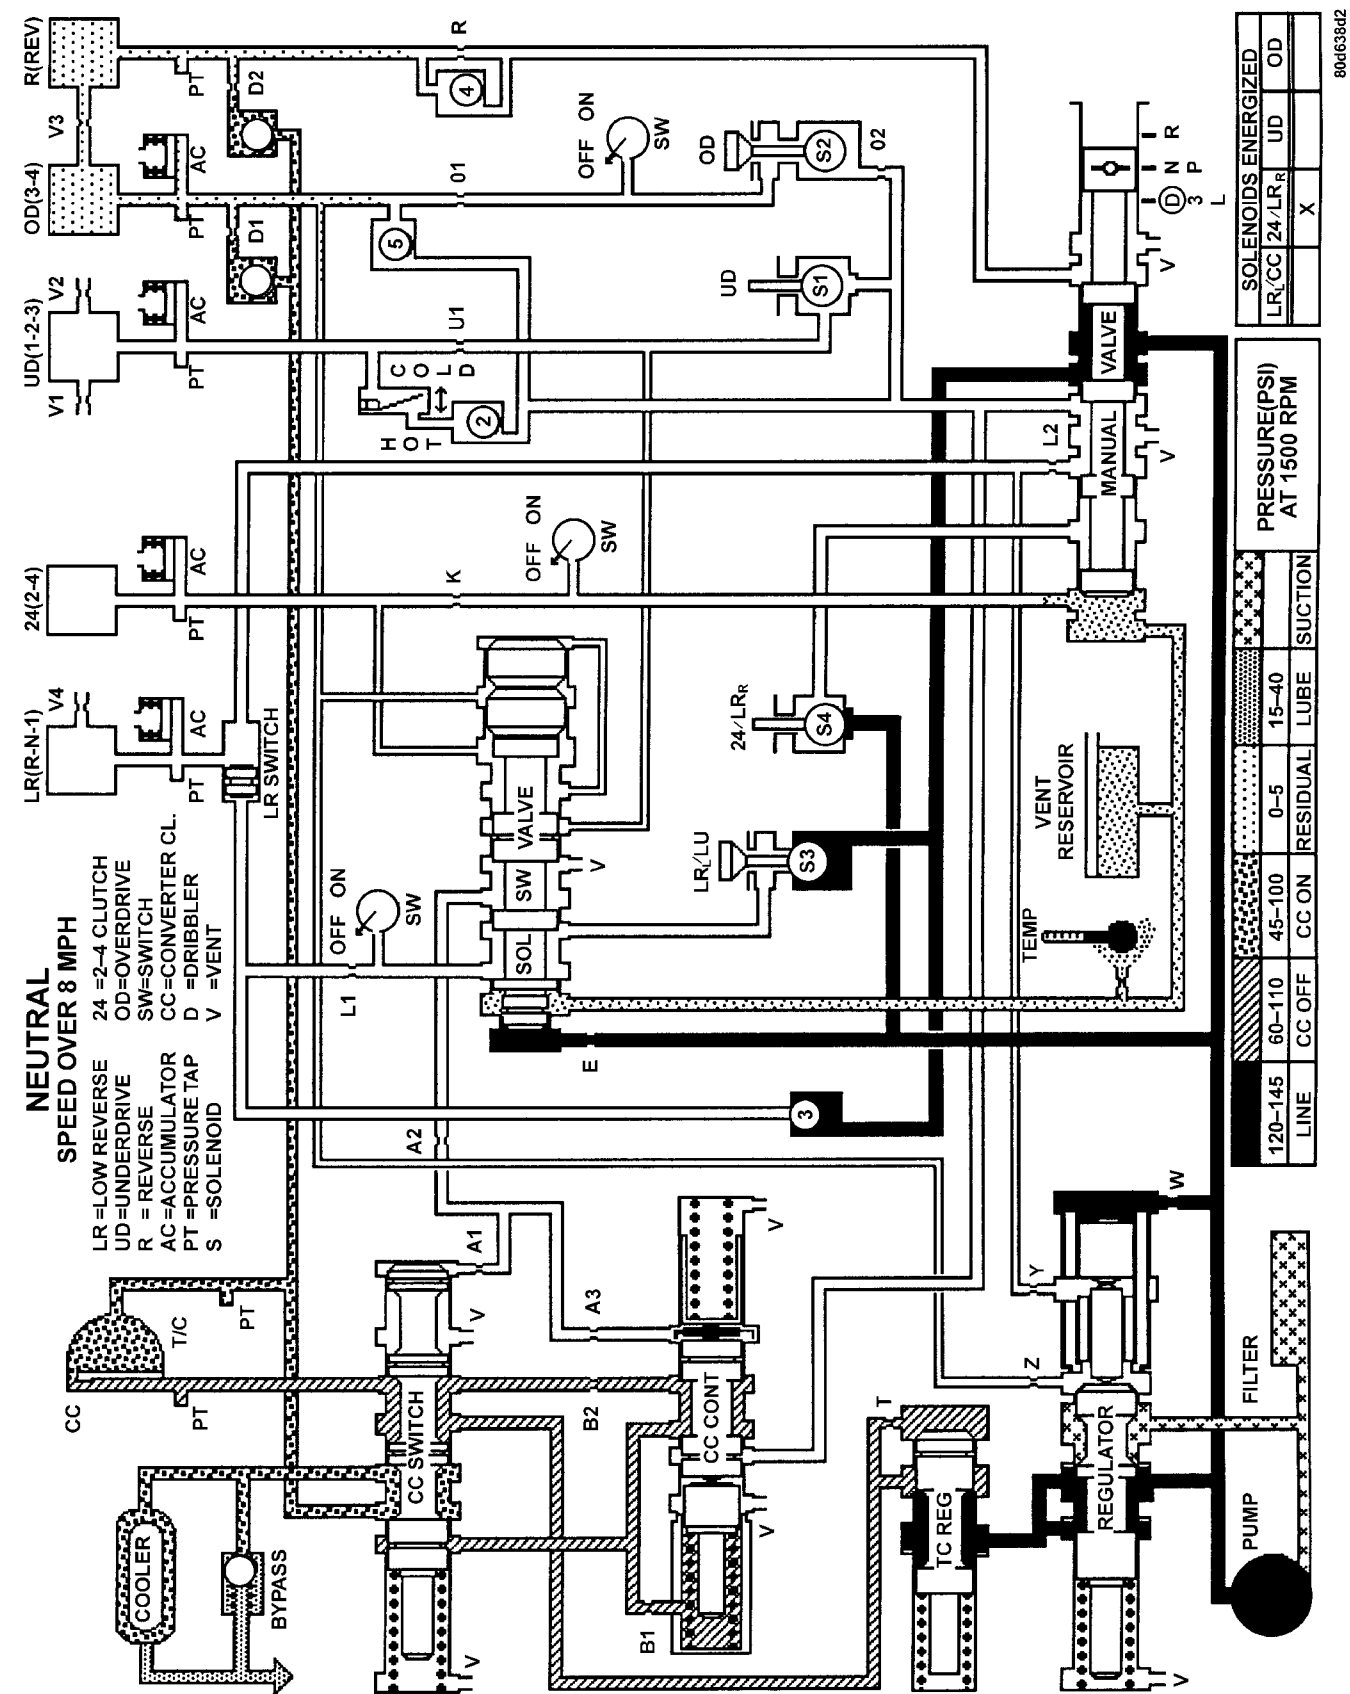 NEUTRAL
SPEED OVER 8 MPH
LR =LOW REVERSE
UD =UNDERDRIVE
R = REVERSE
AC =ACCUMULATOR
PT =PRESSURE TAP
S =SOLENOID
24 =2–4 CLUTCH
OD=OVERDRIVE
SW=SWITCH
CC=CONVERTER CL.
D =DRIBBLER
V =VENT
LR(R-N-1)
V4
24(2-4)
V1
UD(1-2-3)
V2
OD(3-4)
V3
R(REV)
PT
AC
PT
AC
PT
AC
PT
AC
PT
D1
D2
LR SWITCH
CC
T/C
PT
PT
COOLER
BYPASS
CC SWITCH
V
V
A1
A2
A3
L1
OFF ON
SW
K
OFF ON
SW
HOT
COLD
2
U1
5
01
OFF ON
SW
4
R
SOL SW VALVE
V
E
B1
B2
CC CONT
V
V
3
LRL/LU
S3
24/LRR
S4
UD
S1
OD
S2
02
T
TC REG
TEMP
VENT
RESERVOIR
L2
MANUAL VALVE
V
V
R
N P
D 3 L
Z
Y
W
REGULATOR
V
PUMP
FILTER
120–145
LINE
60–110
CC OFF
45–100
CC ON
0–5
RESIDUAL
15–40
LUBE
SUCTION
PRESSURE(PSI)
AT 1500 RPM
SOLENOIDS ENERGIZED
LRL/CC 24/LRR UD OD
X
80d638d2